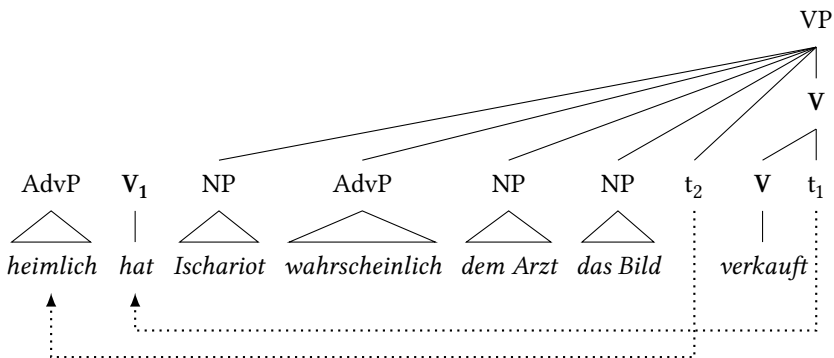 VP
V
AdvP V₁ NP AdvP NP NP t₂ V t₁
heimlich hat Ischariot wahrscheinlich dem Arzt das Bild verkauft